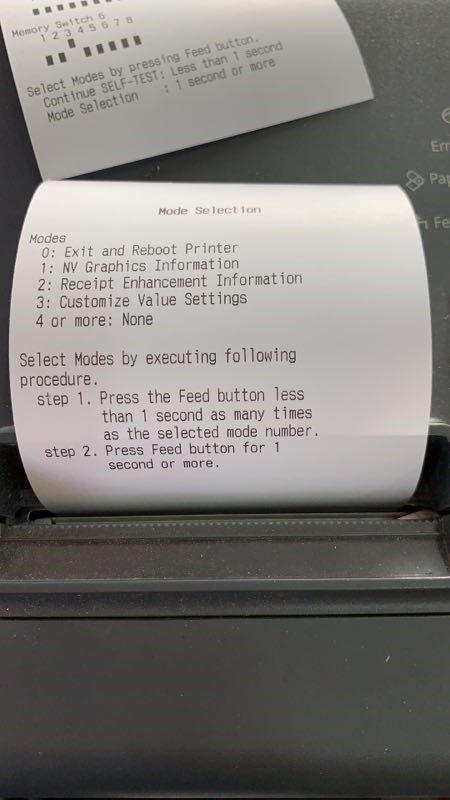 Memory Switch 6
1 2 3 4 5 6 7 8
Select Modes by pressing Feed button.
Continue SELF-TEST: Less than 1 second
Mode Selection : 1 second or more
Mode Selection
Modes
0: Exit and Reboot Printer
1: NV Graphics Information
2: Receipt Enhancement Information
3: Customize Value Settings
4 or more: None
Select Modes by executing following
procedure.
step 1. Press the Feed button less
than 1 second as many times
as the selected mode number.
step 2. Press Feed button for 1
second or more.